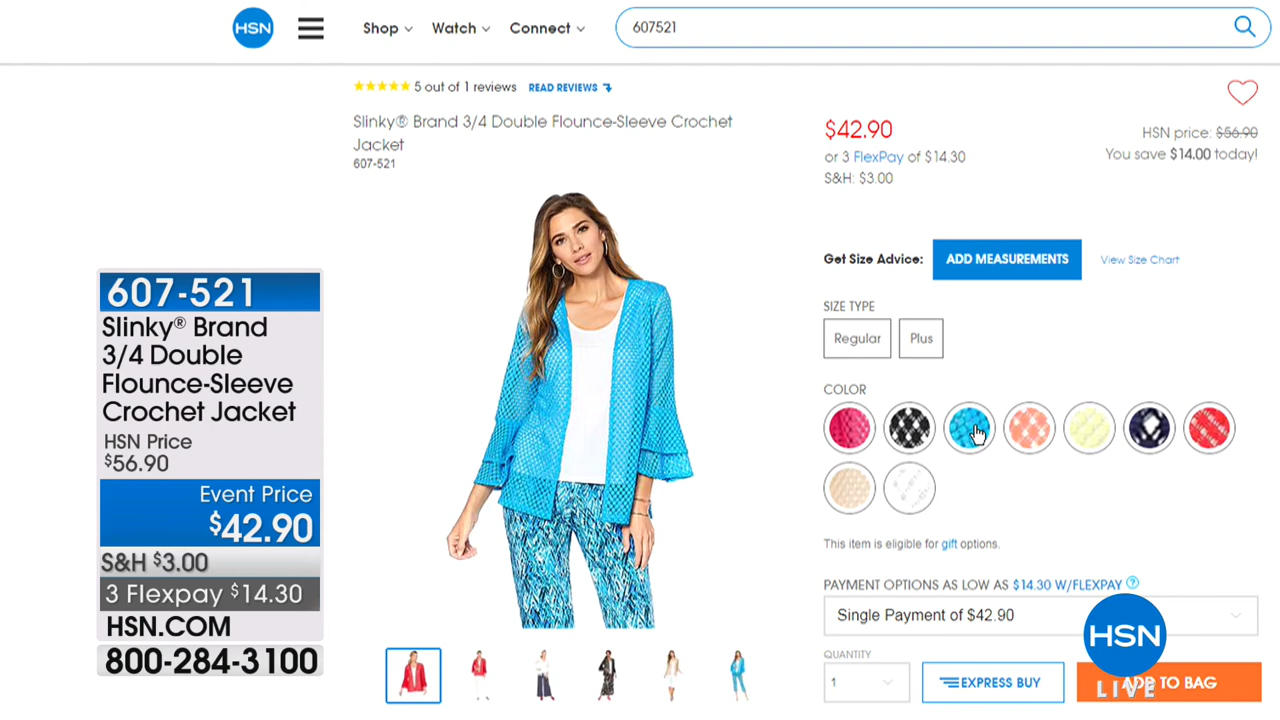 HSN
Shop
Watch
Connect
607521
5 out of 1 reviews
READ REVIEWS
Slinky® Brand 3/4 Double Flounce-Sleeve Crochet
Jacket
607-521
$42.90
or 3 FlexPay of $14.30
S&H: $3.00
HSN price: $56.90
You save $14.00 today!
Get Size Advice:
ADD MEASUREMENTS
View Size Chart
SIZE TYPE
Regular
Plus
COLOR
This item is eligible for gift options.
PAYMENT OPTIONS AS LOW AS $14.30 W/FLEXPAY ?
Single Payment of $42.90
QUANTITY
1
EXPRESS BUY
ADD TO BAG
607-521
Slinky® Brand
3/4 Double
Flounce-Sleeve
Crochet Jacket
HSN Price
$56.90
Event Price
$42.90
S&H $3.00
3 Flexpay $14.30
HSN.COM
800-284-3100
HSN
LIVE